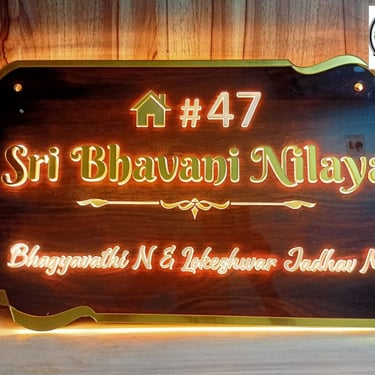 #47
Sri Bhavani Nilaya
Bhagyavathi N & Lokeshwar Jadhav N